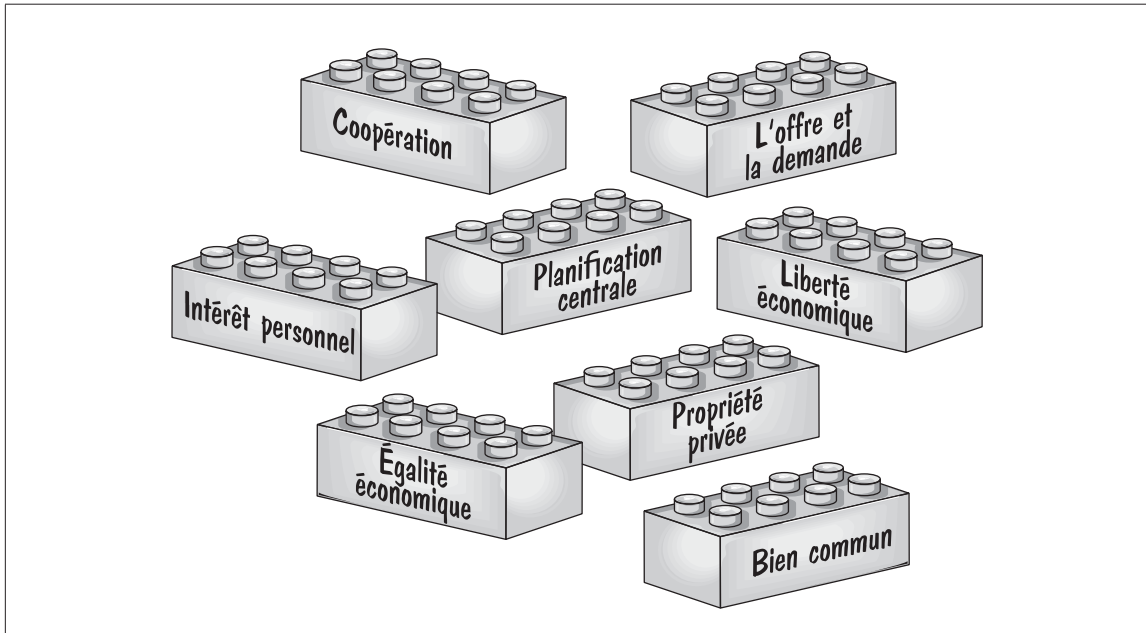 Coopération
L'offre et
la demande
Intérêt personnel
Planification
centrale
Liberté
économique
Égalité
économique
Propriété
privée
Bien commun